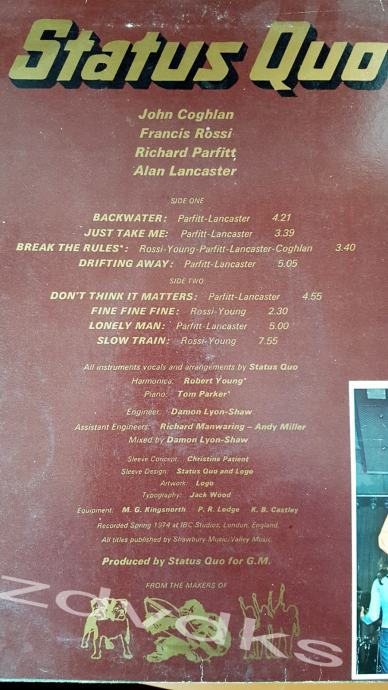 Status Quo
John Coghlan
Francis Rossi
Richard Parfitt
Alan Lancaster
SIDE ONE
BACKWATER: Parfitt-Lancaster 4.21
JUST TAKE ME: Parfitt-Lancaster 3.39
BREAK THE RULES*: Rossi-Young-Parfitt-Lancaster-Coghlan 3.40
DRIFTING AWAY: Parfitt-Lancaster 5.05
SIDE TWO
DON'T THINK IT MATTERS: Parfitt-Lancaster 4.55
FINE FINE FINE: Rossi-Young 2.30
LONELY MAN: Parfitt-Lancaster 5.00
SLOW TRAIN: Rossi-Young 7.55
All instruments vocals and arrangements by Status Quo
Harmonica: Robert Young*
Piano: Tom Parker*
Engineer: Damon Lyon-Shaw
Assistant Engineers: Richard Manwaring – Andy Miller
Mixed by Damon Lyon-Shaw
Sleeve Concept: Christine Patient
Sleeve Design: Status Quo and Logo
Artwork: Logo
Typography: Jack Wood
Equipment: M. G. Kingsnorth P. R. Lodge K. B. Castley
Recorded Spring 1974 at IBC Studios, London, England.
All titles published by Shawbury Music/Valley Music.
Produced by Status Quo for G.M.
FROM THE MAKERS OF
zdvdks